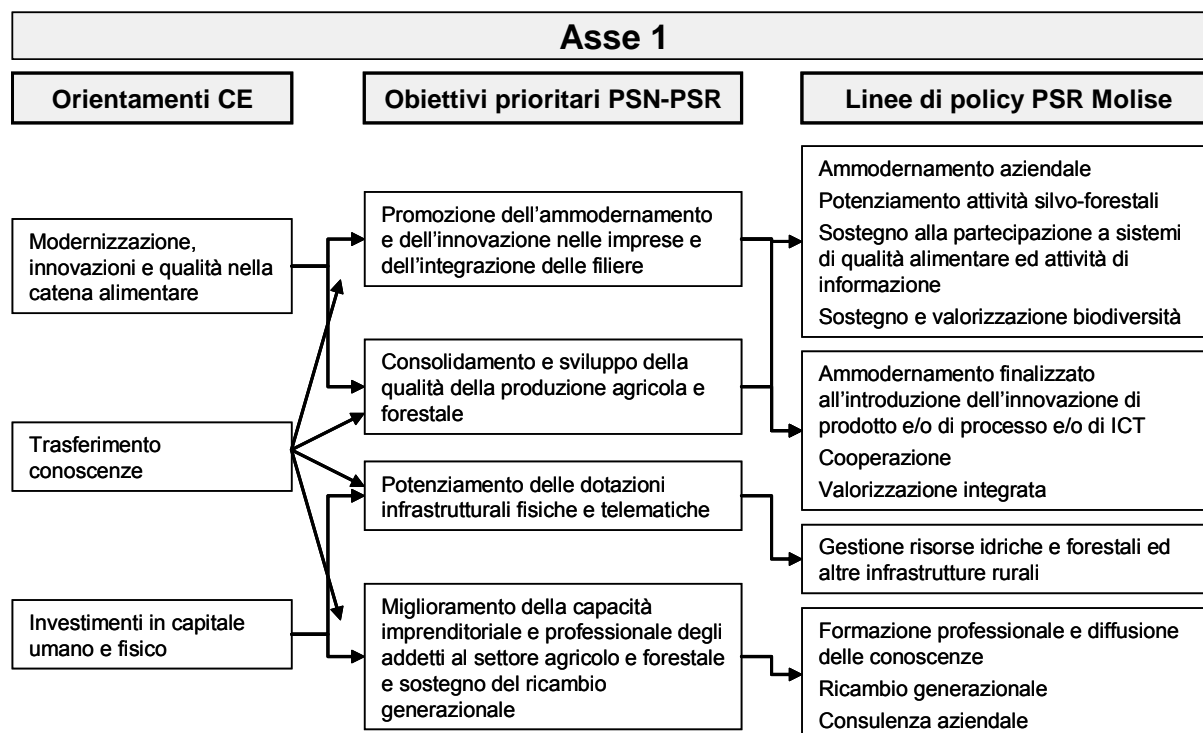 Asse 1
Orientamenti CE
Obiettivi prioritari PSN-PSR
Linee di policy PSR Molise
Modernizzazione,
innovazioni e qualità nella
catena alimentare
Trasferimento
conoscenze
Investimenti in capitale
umano e fisico
Promozione dell'ammodernamento
e dell'innovazione nelle imprese e
dell'integrazione delle filiere
Consolidamento e sviluppo della
qualità della produzione agricola e
forestale
Potenziamento delle dotazioni
infrastrutturali fisiche e telematiche
Miglioramento della capacità
imprenditoriale e professionale degli
addetti al settore agricolo e forestale
e sostegno del ricambio
generazionale
Ammodernamento aziendale
Potenziamento attività silvo-forestali
Sostegno alla partecipazione a sistemi
di qualità alimentare ed attività di
informazione
Sostegno e valorizzazione biodiversità
Ammodernamento finalizzato
all'introduzione dell'innovazione di
prodotto e/o di processo e/o di ICT
Cooperazione
Valorizzazione integrata
Gestione risorse idriche e forestali ed
altre infrastrutture rurali
Formazione professionale e diffusione
delle conoscenze
Ricambio generazionale
Consulenza aziendale